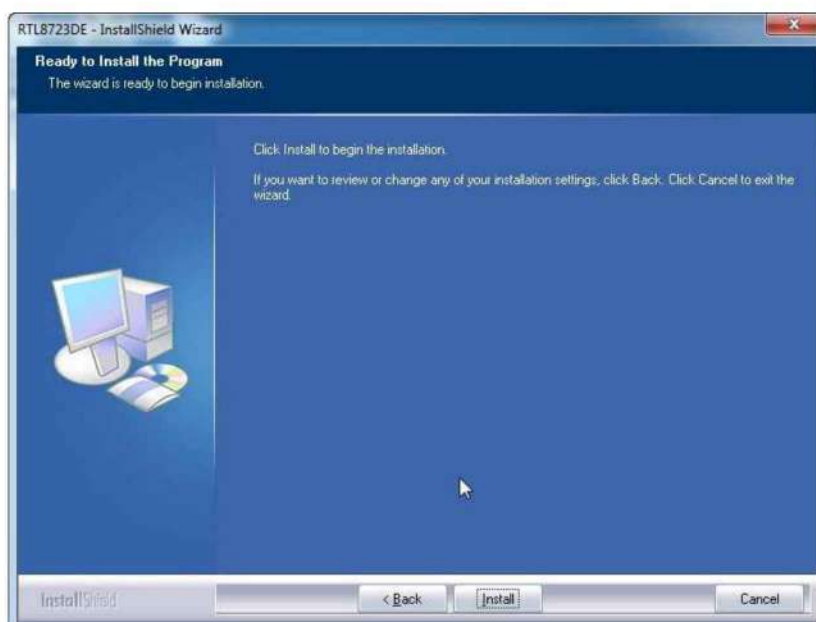 RTL8723DE - InstallShield Wizard
Ready to Install the Program
The wizard is ready to begin installation.
Click Install to begin the installation.
If you want to review or change any of your installation settings, click Back. Click Cancel to exit the
wizard.
InstallShield
< Back
Install
Cancel